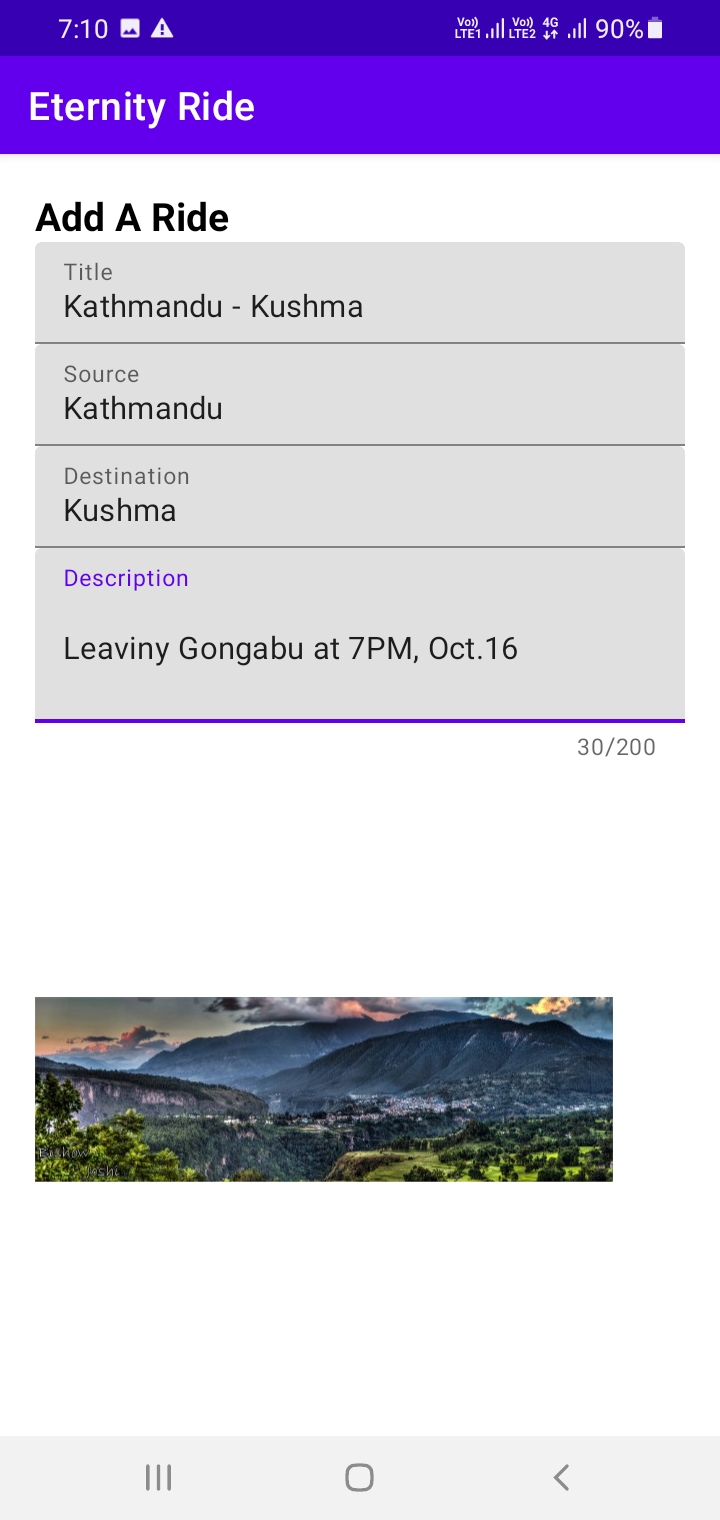 7:10 Vo)) LTE1 Vo)) LTE2 4G 90%
Eternity Ride
Add A Ride
Title
Kathmandu - Kushma
Source
Kathmandu
Destination
Kushma
Description
Leaviny Gongabu at 7PM, Oct.16
30/200
Bishow
Joshi